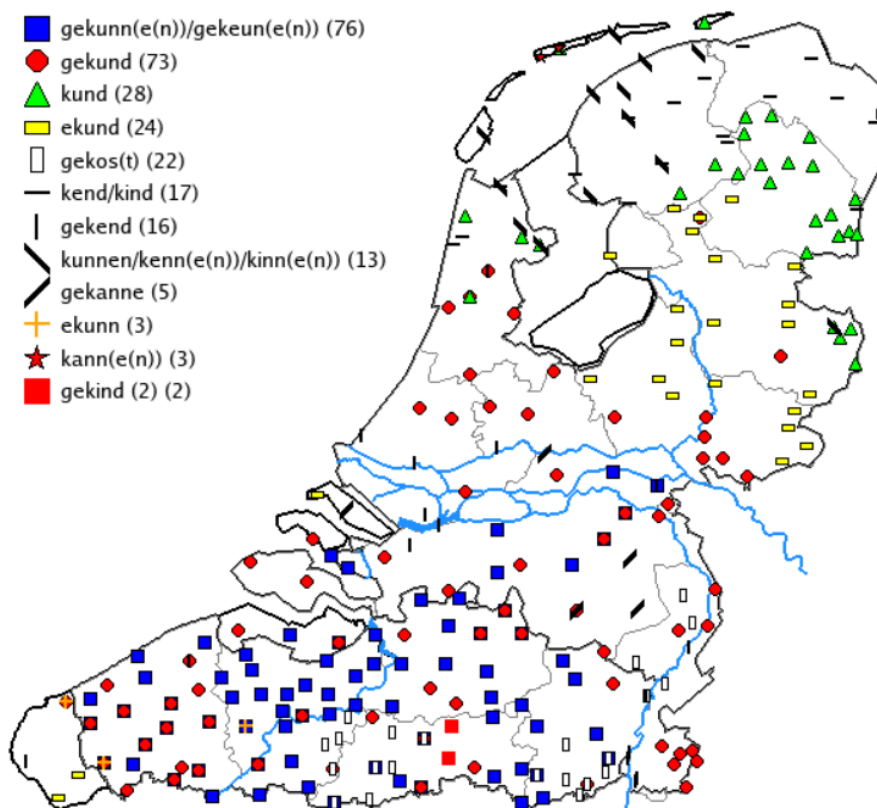 gekunn(e(n))/gekeun(e(n)) (76)
gekund (73)
kund (28)
ekund (24)
gekos(t) (22)
kend/kind (17)
gekend (16)
kunnen/kenn(e(n))/kinn(e(n)) (13)
gekanne (5)
ekunn (3)
kann(e(n)) (3)
gekind (2) (2)